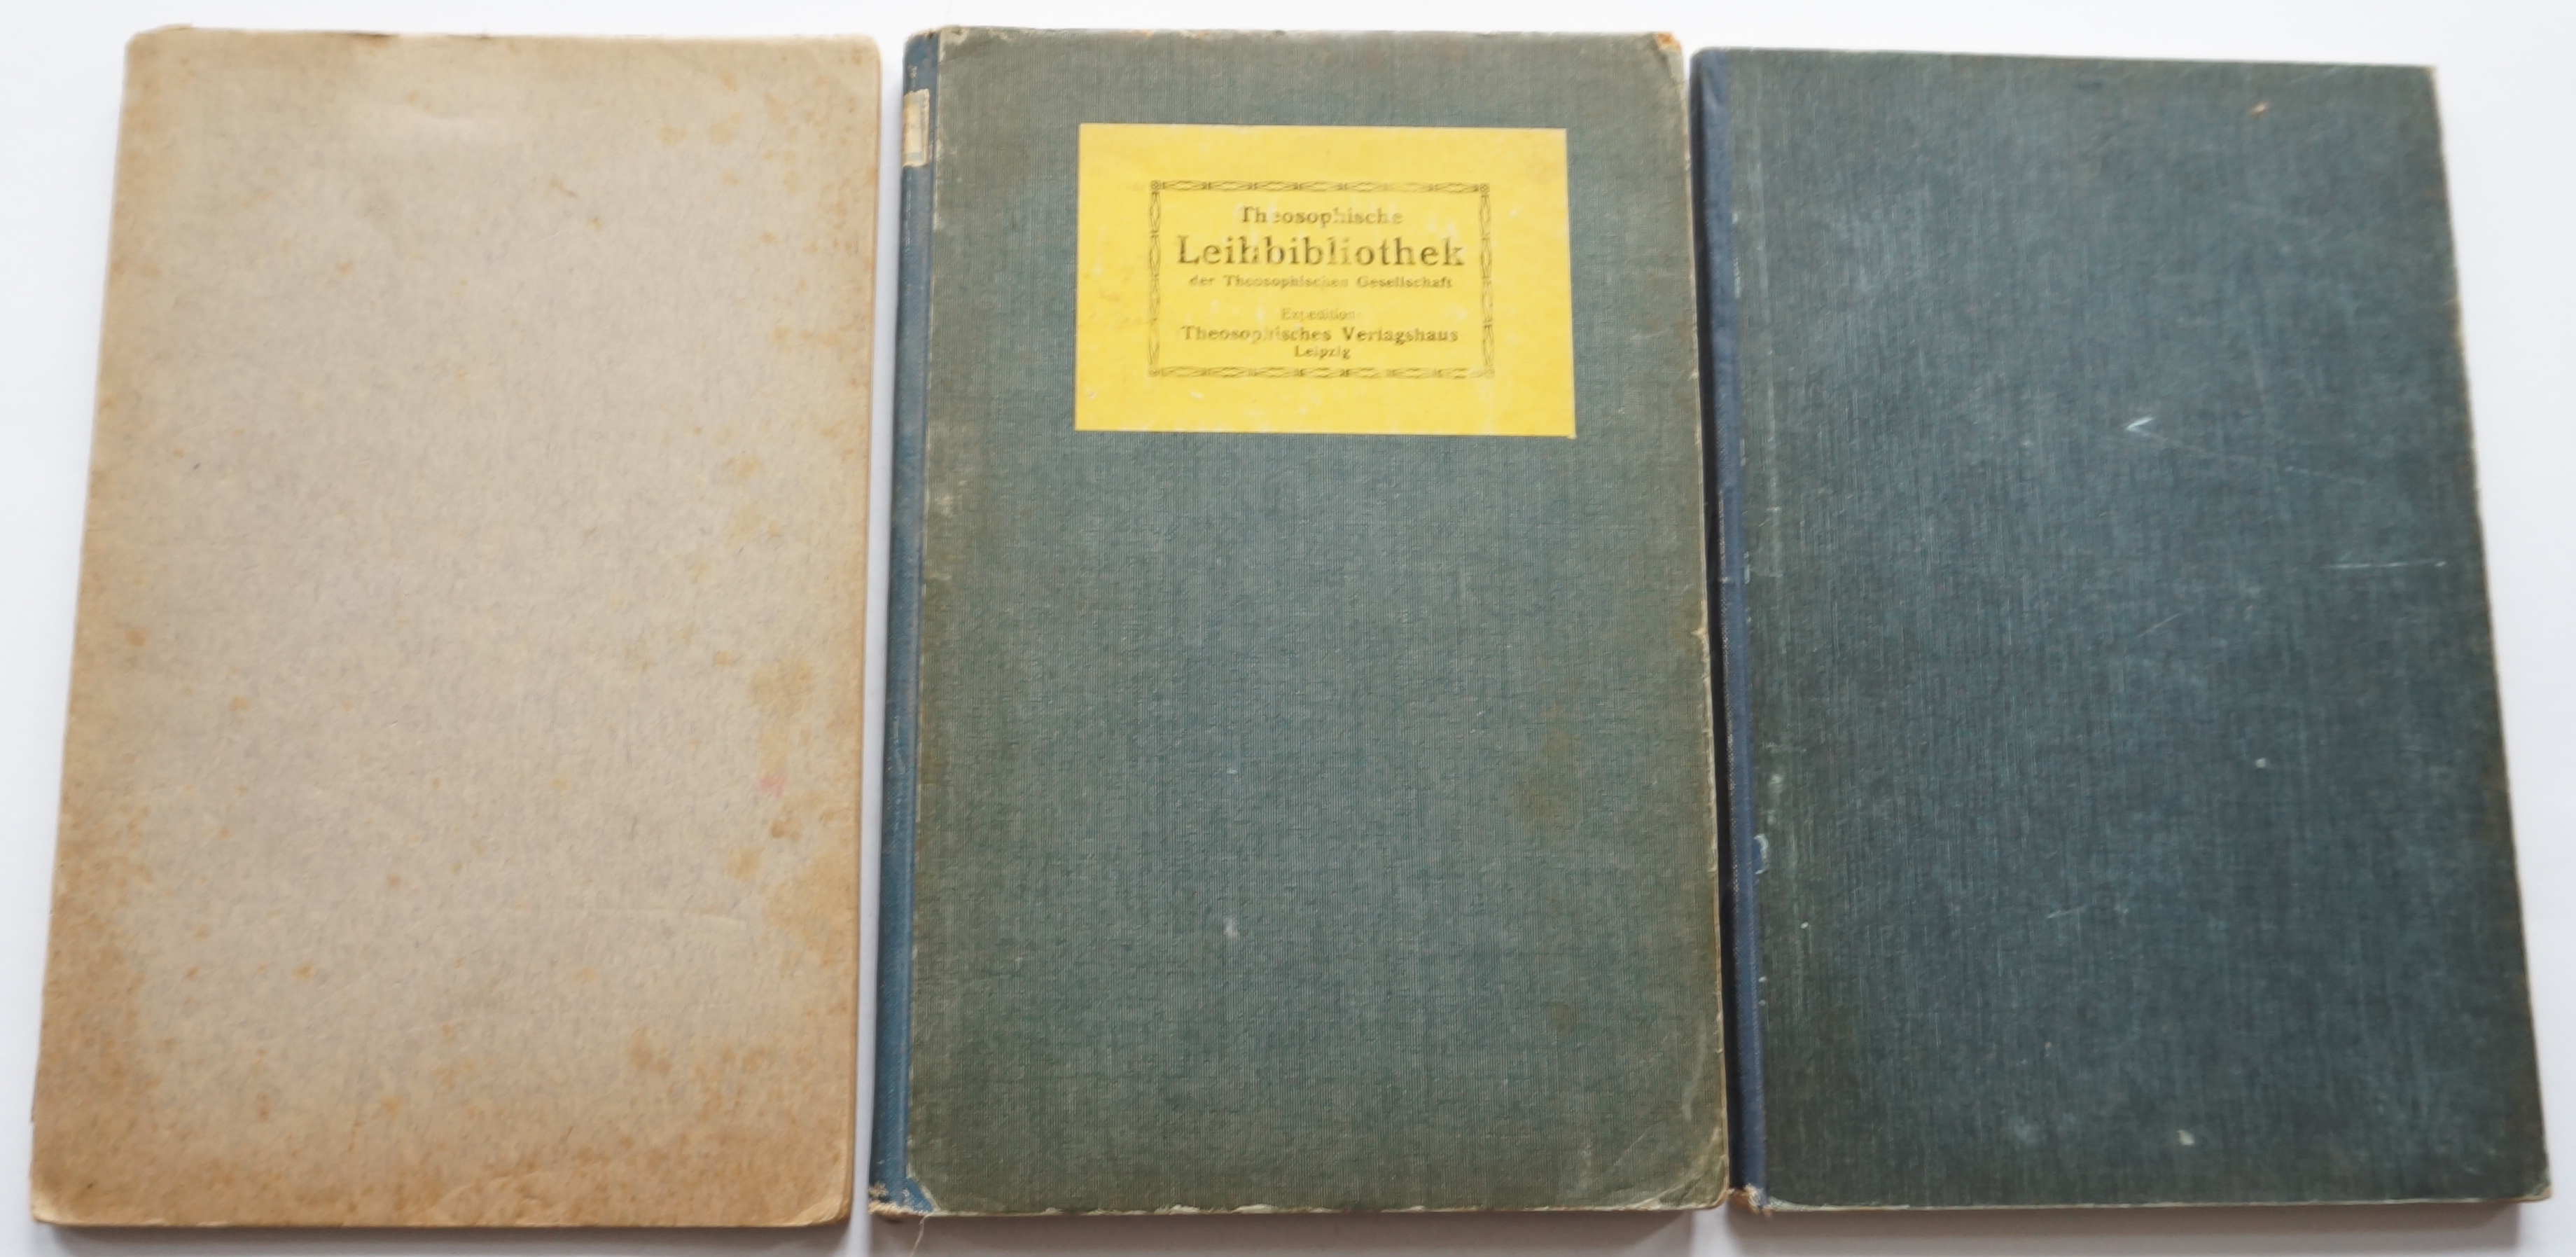 Theosophische
Leihbibliothek
der Theosophischen Gesellschaft
Expedition
Theosophisches Verlagshaus
Leipzig